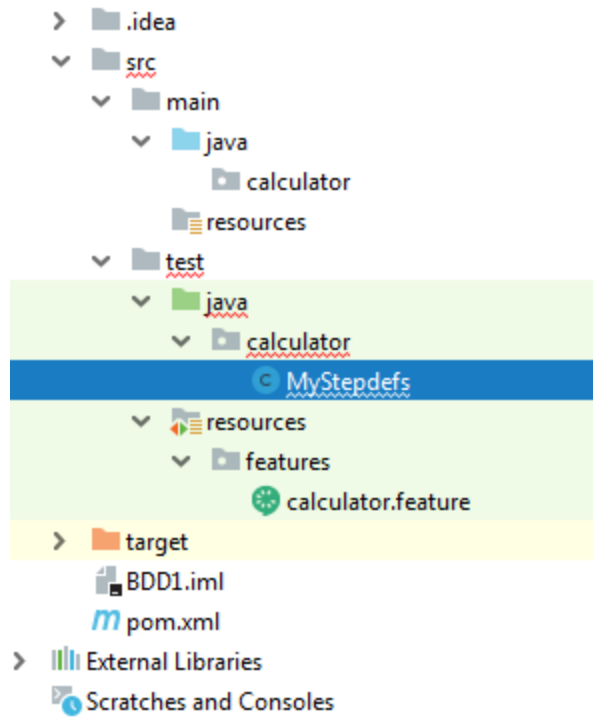 .idea
src
main
java
calculator
resources
test
java
calculator
MyStepdefs
resources
features
calculator.feature
target
BDD1.iml
pom.xml
External Libraries
Scratches and Consoles